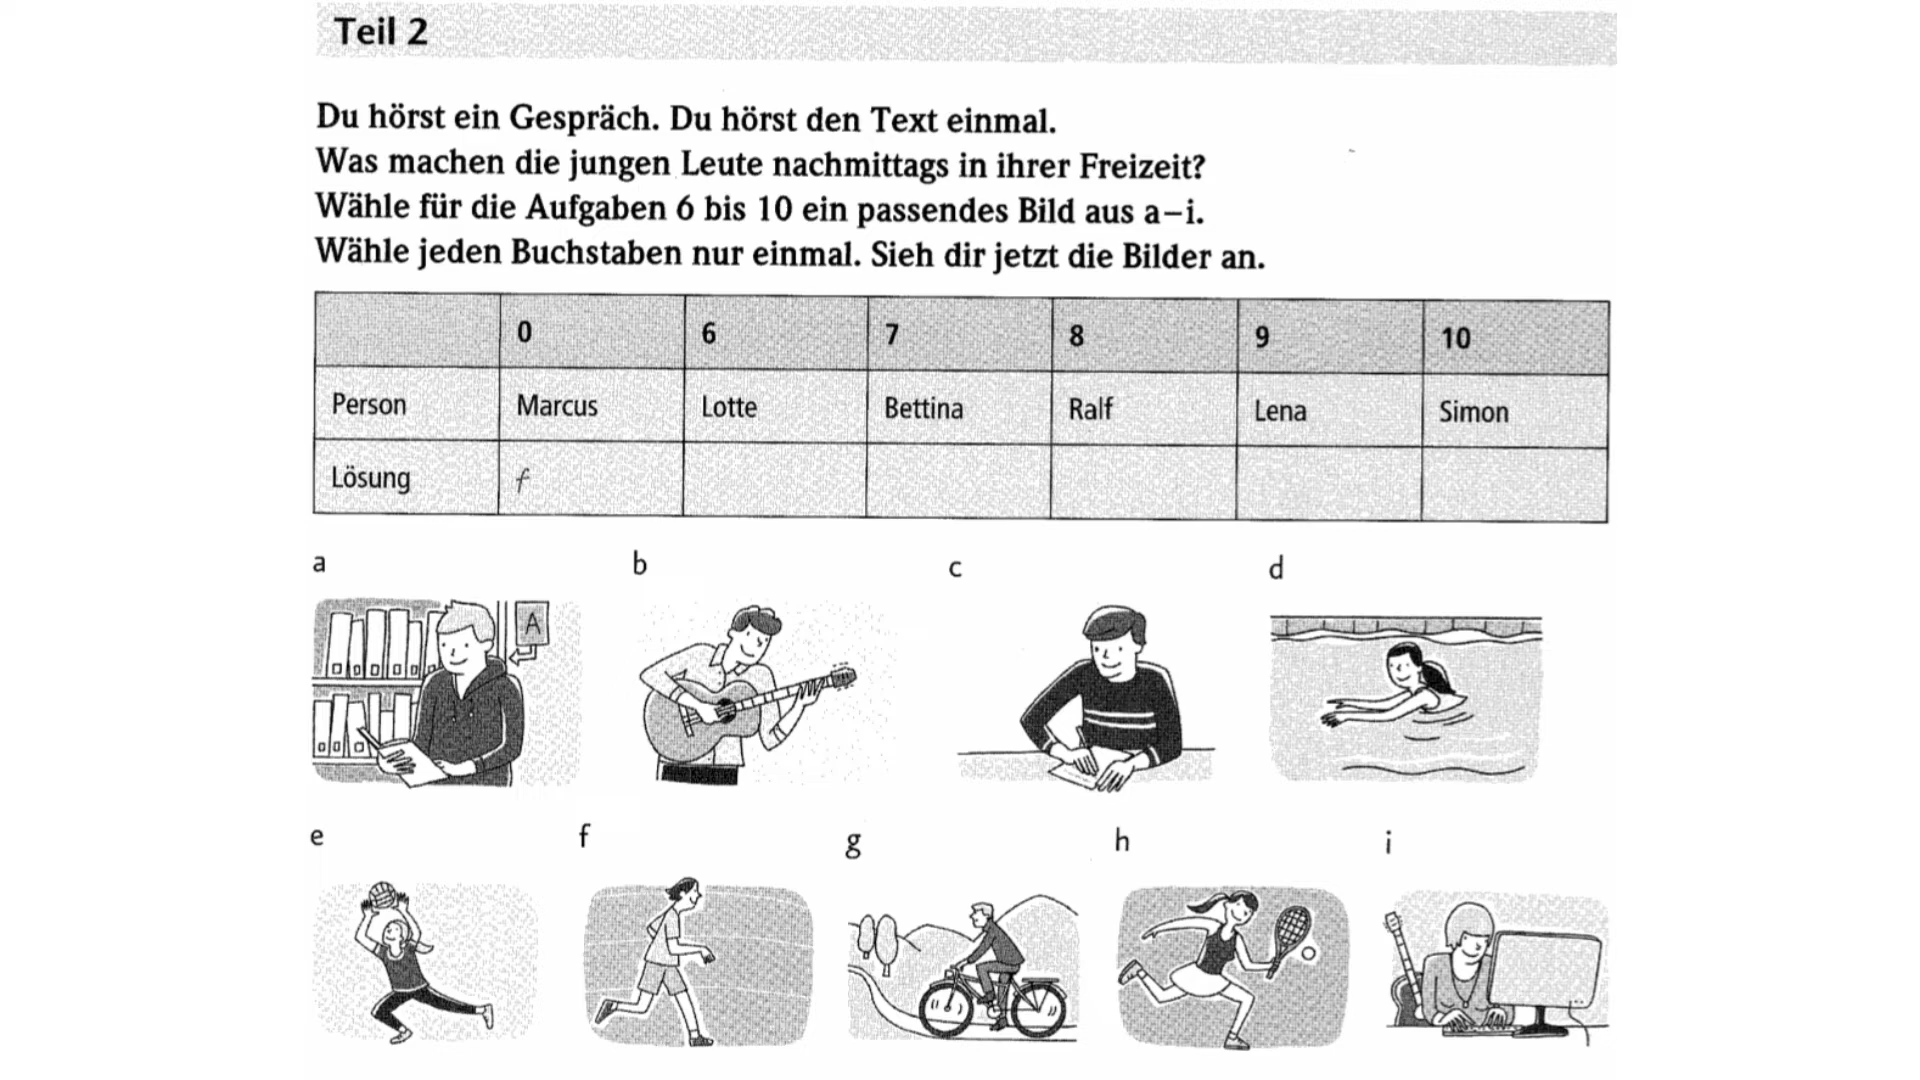 Teil 2
Du hörst ein Gespräch. Du hörst den Text einmal.
Was machen die jungen Leute nachmittags in ihrer Freizeit?
Wähle für die Aufgaben 6 bis 10 ein passendes Bild aus a–i.
Wähle jeden Buchstaben nur einmal. Sieh dir jetzt die Bilder an.
0 6 7 8 9 10
Person Marcus Lotte Bettina Ralf Lena Simon
Lösung f
a b c d
A
e f g h i